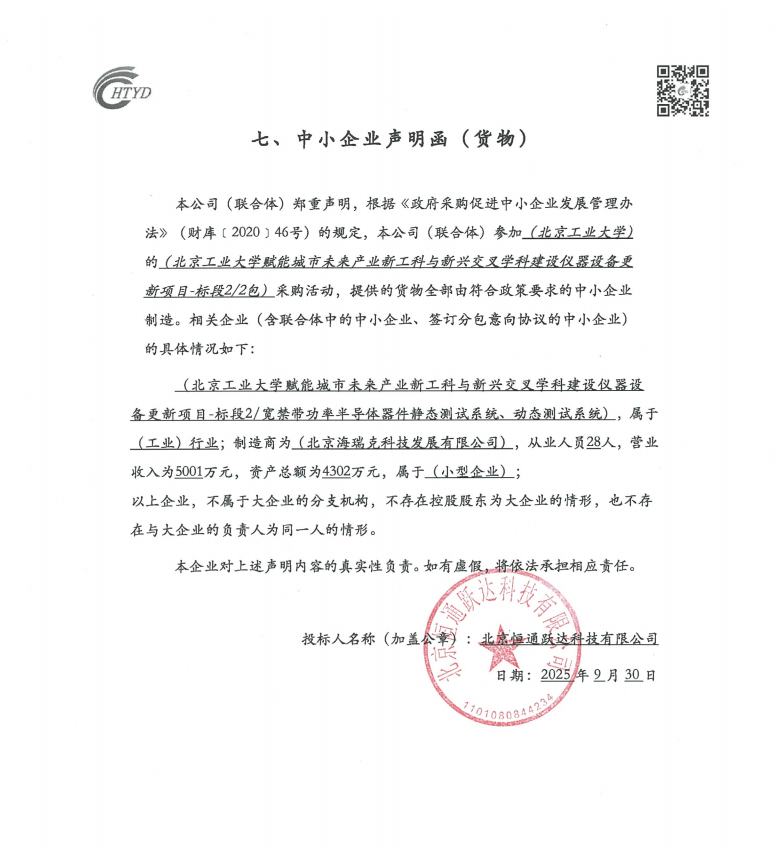 HTYD
七、中小企业声明函（货物）
本公司（联合体）郑重声明，根据《政府采购促进中小企业发展管理办
法》（财库﹝2020﹞46号）的规定，本公司（联合体）参加（北京工业大学）
的（北京工业大学赋能城市未来产业新工科与新兴交叉学科建设仪器设备更
新项目-标段2/2包）采购活动，提供的货物全部由符合政策要求的中小企业
制造。相关企业（含联合体中的中小企业、签订分包意向协议的中小企业）
的具体情况如下：
（北京工业大学赋能城市未来产业新工科与新兴交叉学科建设仪器设
备更新项目-标段2/宽禁带功率半导体器件静态测试系统、动态测试系统），属于
（工业）行业；制造商为（北京海瑞克科技发展有限公司），从业人员28人，营业
收入为5001万元，资产总额为4302万元，属于（小型企业）；
以上企业，不属于大企业的分支机构，不存在控股股东为大企业的情形，也不存
在与大企业的负责人为同一人的情形。
本企业对上述声明内容的真实性负责。如有虚假，将依法承担相应责任。
投标人名称（加盖公章）：北京恒通跃达科技有限公司
日期：2025年9月30日
北京恒通跃达科技有限公司
1101080844234